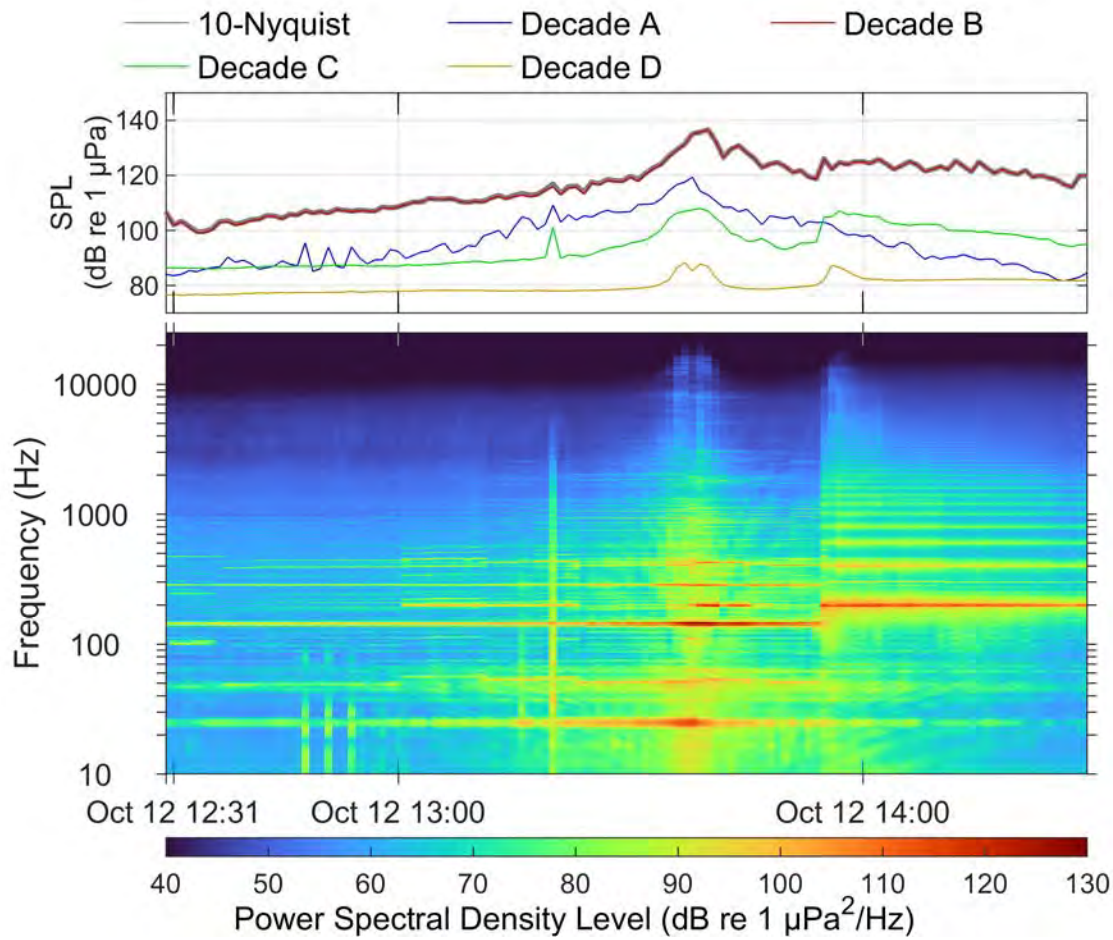 10-Nyquist Decade A Decade B
Decade C Decade D
SPL
(dB re 1 µPa)
140
120
100
80
Frequency (Hz)
10000
1000
100
10
Oct 12 12:31 Oct 12 13:00 Oct 12 14:00
40 50 60 70 80 90 100 110 120 130
Power Spectral Density Level (dB re 1 µPa²/Hz)